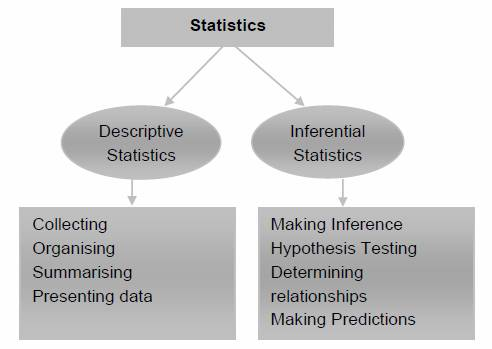 Statistics
Descriptive
Statistics
Inferential
Statistics
Collecting
Organising
Summarising
Presenting data
Making Inference
Hypothesis Testing
Determining
relationships
Making Predictions